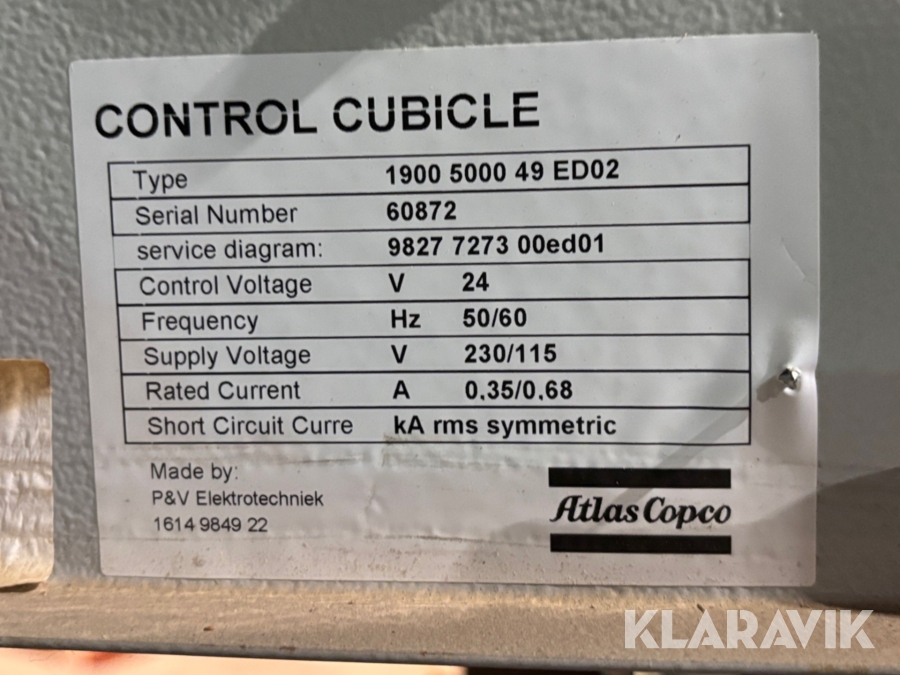 CONTROL CUBICLE
Type 1900 5000 49 ED02
Serial Number 60872
service diagram: 9827 7273 00ed01
Control Voltage V 24
Frequency Hz 50/60
Supply Voltage V 230/115
Rated Current A 0,35/0,68
Short Circuit Curre kA rms symmetric
Made by:
P&V Elektrotechniek
1614 9849 22
Atlas Copco
KLARAVIK